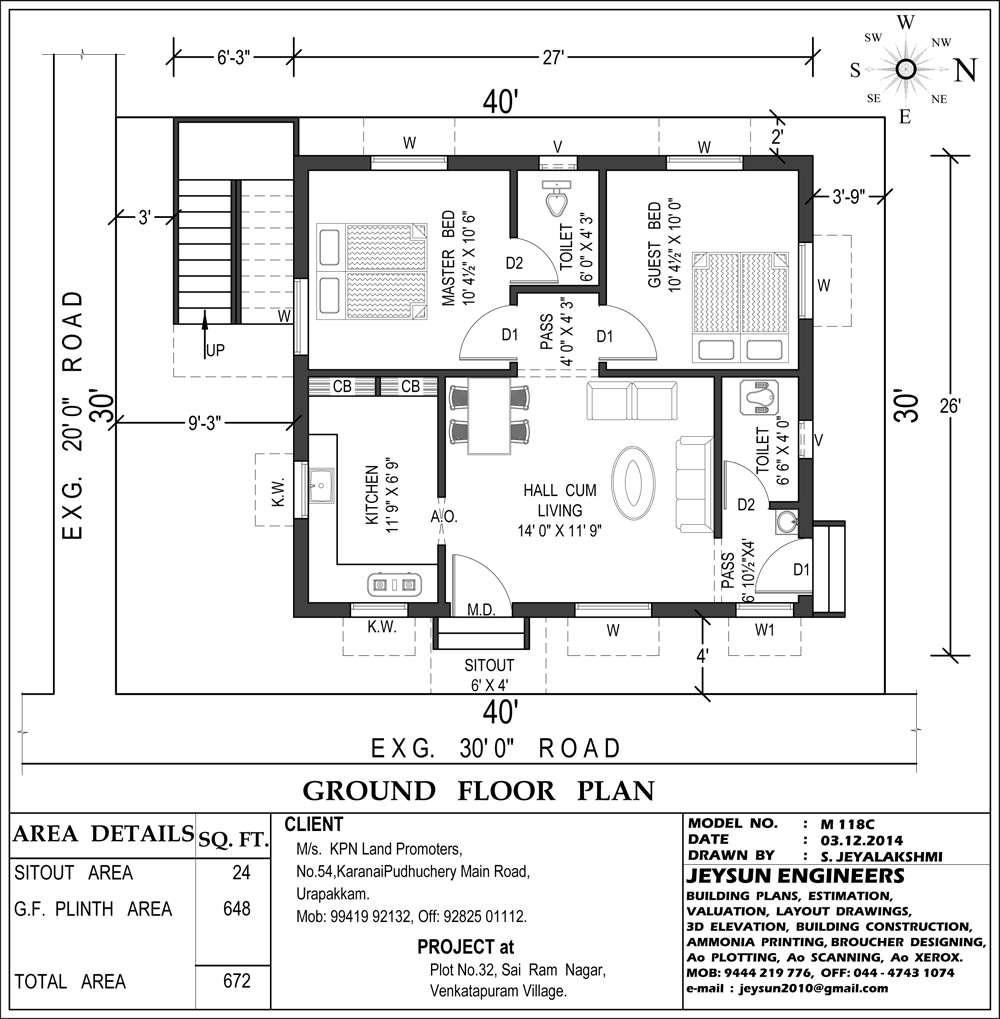 W
SW
NW
S
N
SE
NE
E
6'-3"
27'
40'
2'
W
V
W
3'-9"
3'
MASTER BED
10' 4½" X 10' 6"
D2
TOILET
6' 0" X 4' 3"
GUEST BED
10' 4½" X 10' 0"
W
W
UP
D1
PASS
4' 0" X 4' 3"
D1
EXG. 20' 0" ROAD
30'
9'-3"
CB
CB
30'
26'
K.W.
KITCHEN
11' 9" X 6' 9"
A.O.
HALL CUM
LIVING
14' 0" X 11' 9"
TOILET
6' 6" X 4' 0"
V
D2
PASS
6' 10½"X4'
D1
M.D.
K.W.
W
W1
SITOUT
6' X 4'
4'
40'
EXG. 30' 0" ROAD
GROUND FLOOR PLAN
AREA DETAILS SQ. FT.
SITOUT AREA 24
G.F. PLINTH AREA 648
TOTAL AREA 672
CLIENT
M/s. KPN Land Promoters,
No.54,KaranaiPudhuchery Main Road,
Urapakkam.
Mob: 99419 92132, Off: 92825 01112.
PROJECT at
Plot No.32, Sai Ram Nagar,
Venkatapuram Village.
MODEL NO. : M 118C
DATE : 03.12.2014
DRAWN BY : S. JEYALAKSHMI
JEYSUN ENGINEERS
BUILDING PLANS, ESTIMATION,
VALUATION, LAYOUT DRAWINGS,
3D ELEVATION, BUILDING CONSTRUCTION,
AMMONIA PRINTING, BROUCHER DESIGNING,
Ao PLOTTING, Ao SCANNING, Ao XEROX.
MOB: 9444 219 776, OFF: 044 - 4743 1074
e-mail : jeysun2010@gmail.com